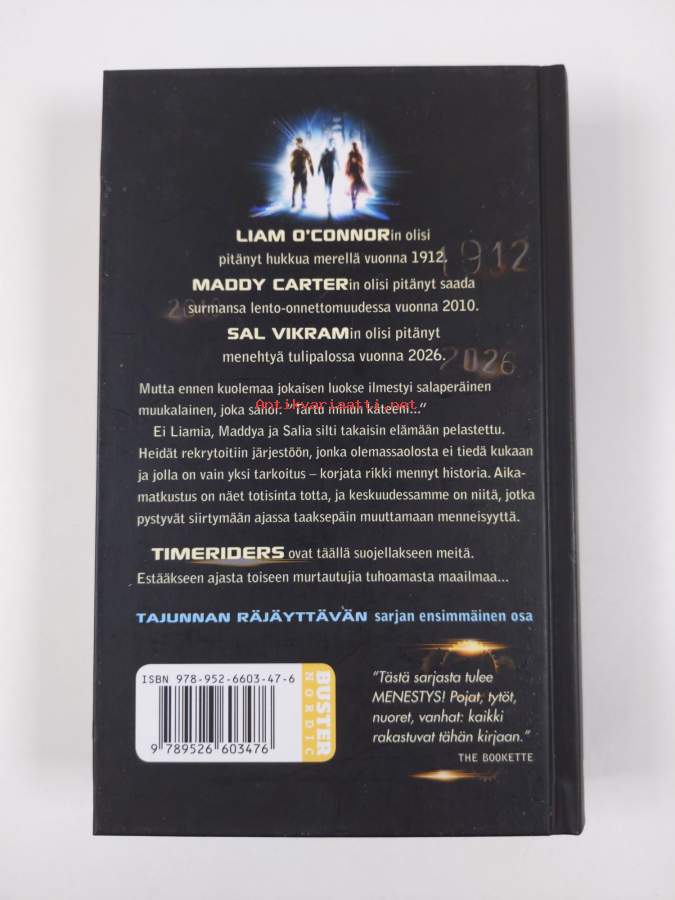 LIAM O'CONNORin olisi
pitänyt hukkua merellä vuonna 1912.
1912
MADDY CARTERin olisi pitänyt saada
surmansa lento-onnettomuudessa vuonna 2010.
2010
SAL VIKRAMin olisi pitänyt
menehtyä tulipalossa vuonna 2026.
2026
Mutta ennen kuolemaa jokaisen luokse ilmestyi salaperäinen
muukalainen, joka sanoi: "Tartu minun käteeni..."
Antikvariaatti.net
Ei Liamia, Maddya ja Salia silti takaisin elämään pelastettu.
Heidät rekrytoitiin järjestöön, jonka olemassaolosta ei tiedä kukaan
ja jolla on vain yksi tarkoitus – korjata rikki mennyt historia. Aika-
matkustus on näet totisinta totta, ja keskuudessamme on niitä, jotka
pystyvät siirtymään ajassa taaksepäin muuttamaan menneisyyttä.
TIMERIDERS ovat täällä suojellakseen meitä.
Estääkseen ajasta toiseen murtautujia tuhoamasta maailmaa...
TAJUNNAN RÄJÄYTTÄVÄN sarjan ensimmäinen osa
ISBN 978-952-6603-47-6
9 789526 603476
BUSTER
NORDIC
"Tästä sarjasta tulee
MENESTYS! Pojat, tytöt,
nuoret, vanhat: kaikki
rakastuvat tähän kirjaan."
THE BOOKETTE